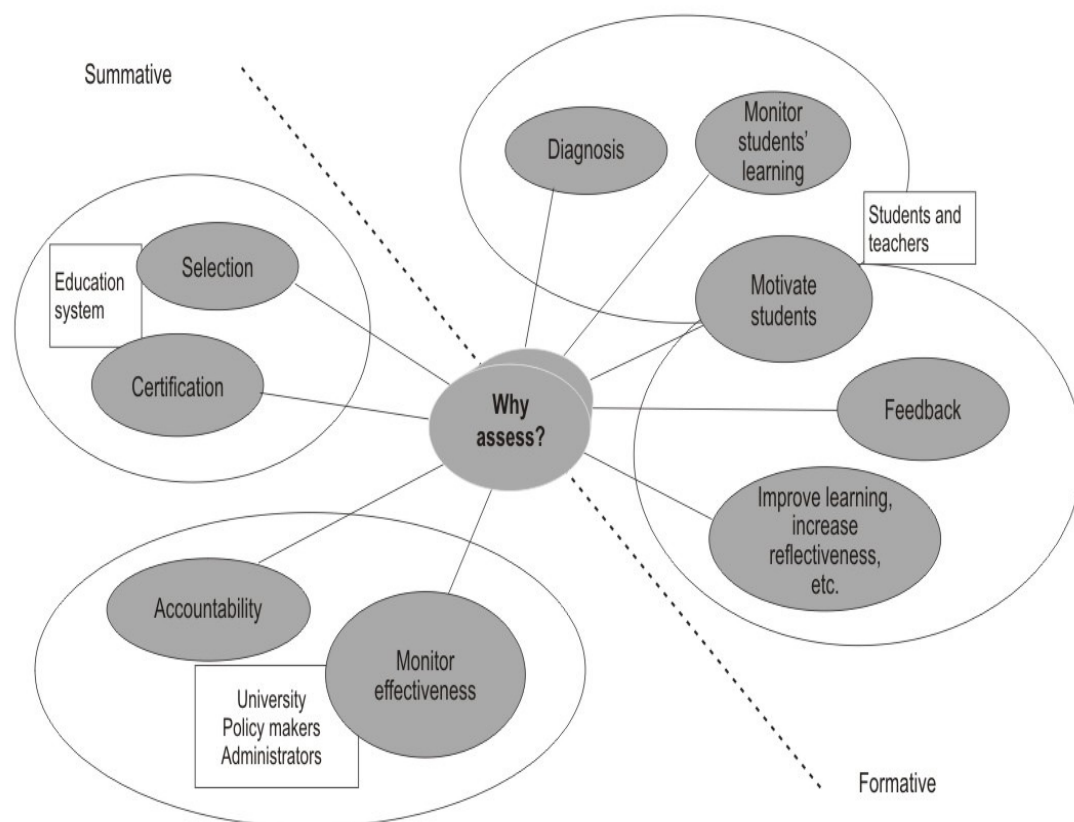 Summative
Diagnosis
Monitor
students'
learning
Students and
teachers
Education
system
Selection
Motivate
students
Certification
Why
assess?
Feedback
Improve learning,
increase
reflectiveness,
etc.
Accountability
Monitor
effectiveness
University
Policy makers
Administrators
Formative